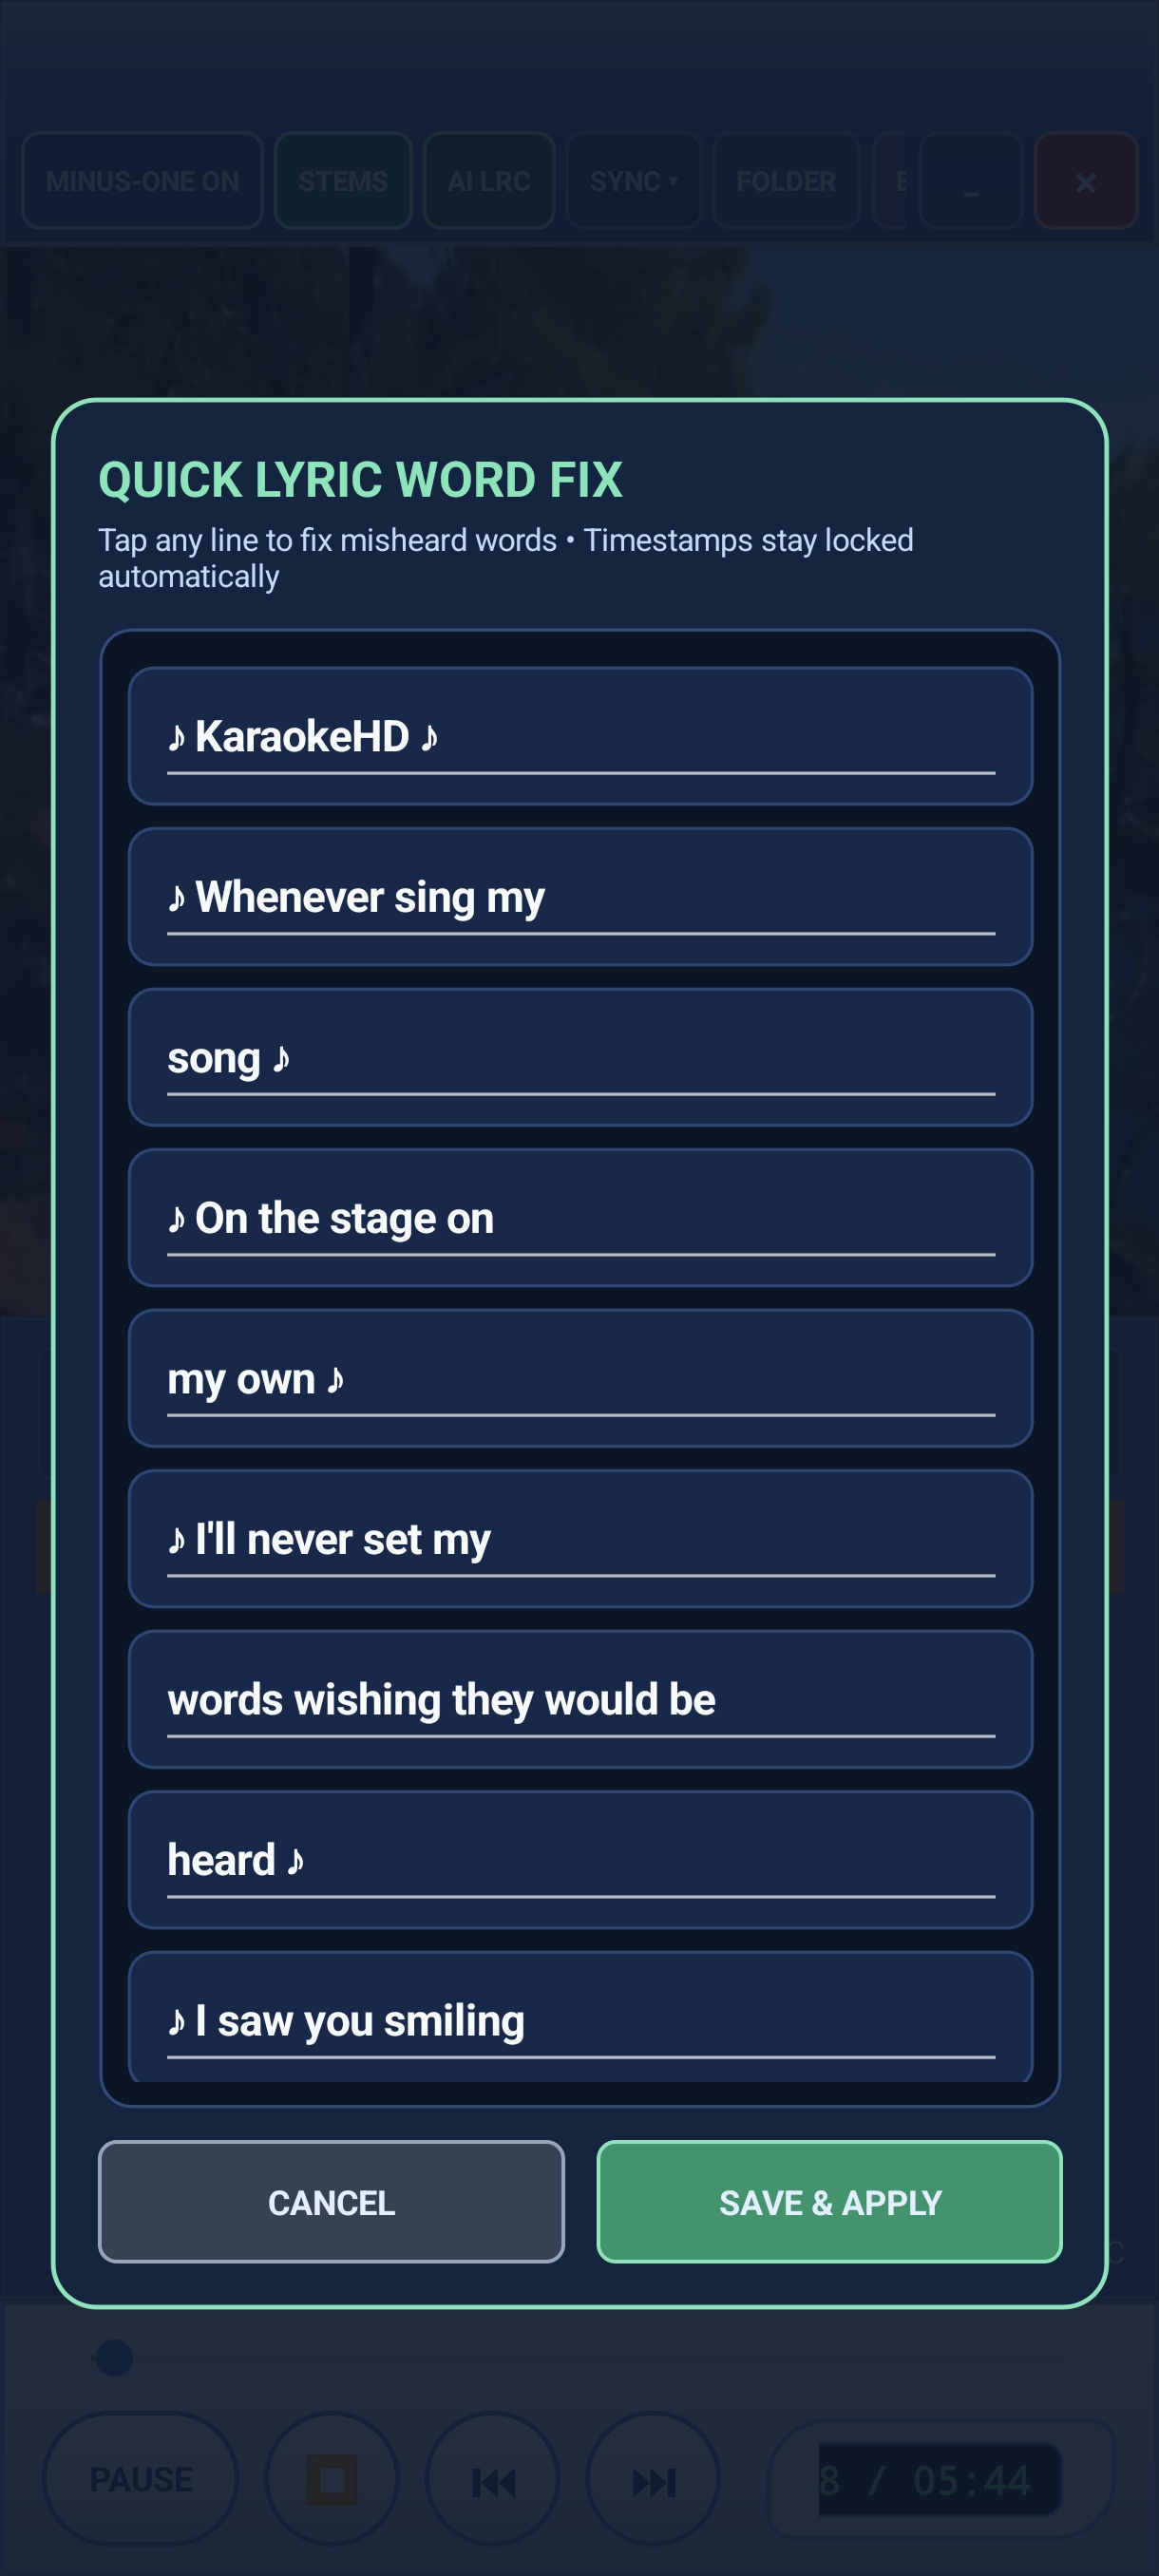 MINUS-ONE ON STEMS AI LRC SYNC ▾ FOLDER _ ×
QUICK LYRIC WORD FIX
Tap any line to fix misheard words • Timestamps stay locked
automatically
♪ KaraokeHD ♪
♪ Whenever sing my
song ♪
♪ On the stage on
my own ♪
♪ I'll never set my
words wishing they would be
heard ♪
♪ I saw you smiling
CANCEL SAVE & APPLY
PAUSE 8 / 05:44